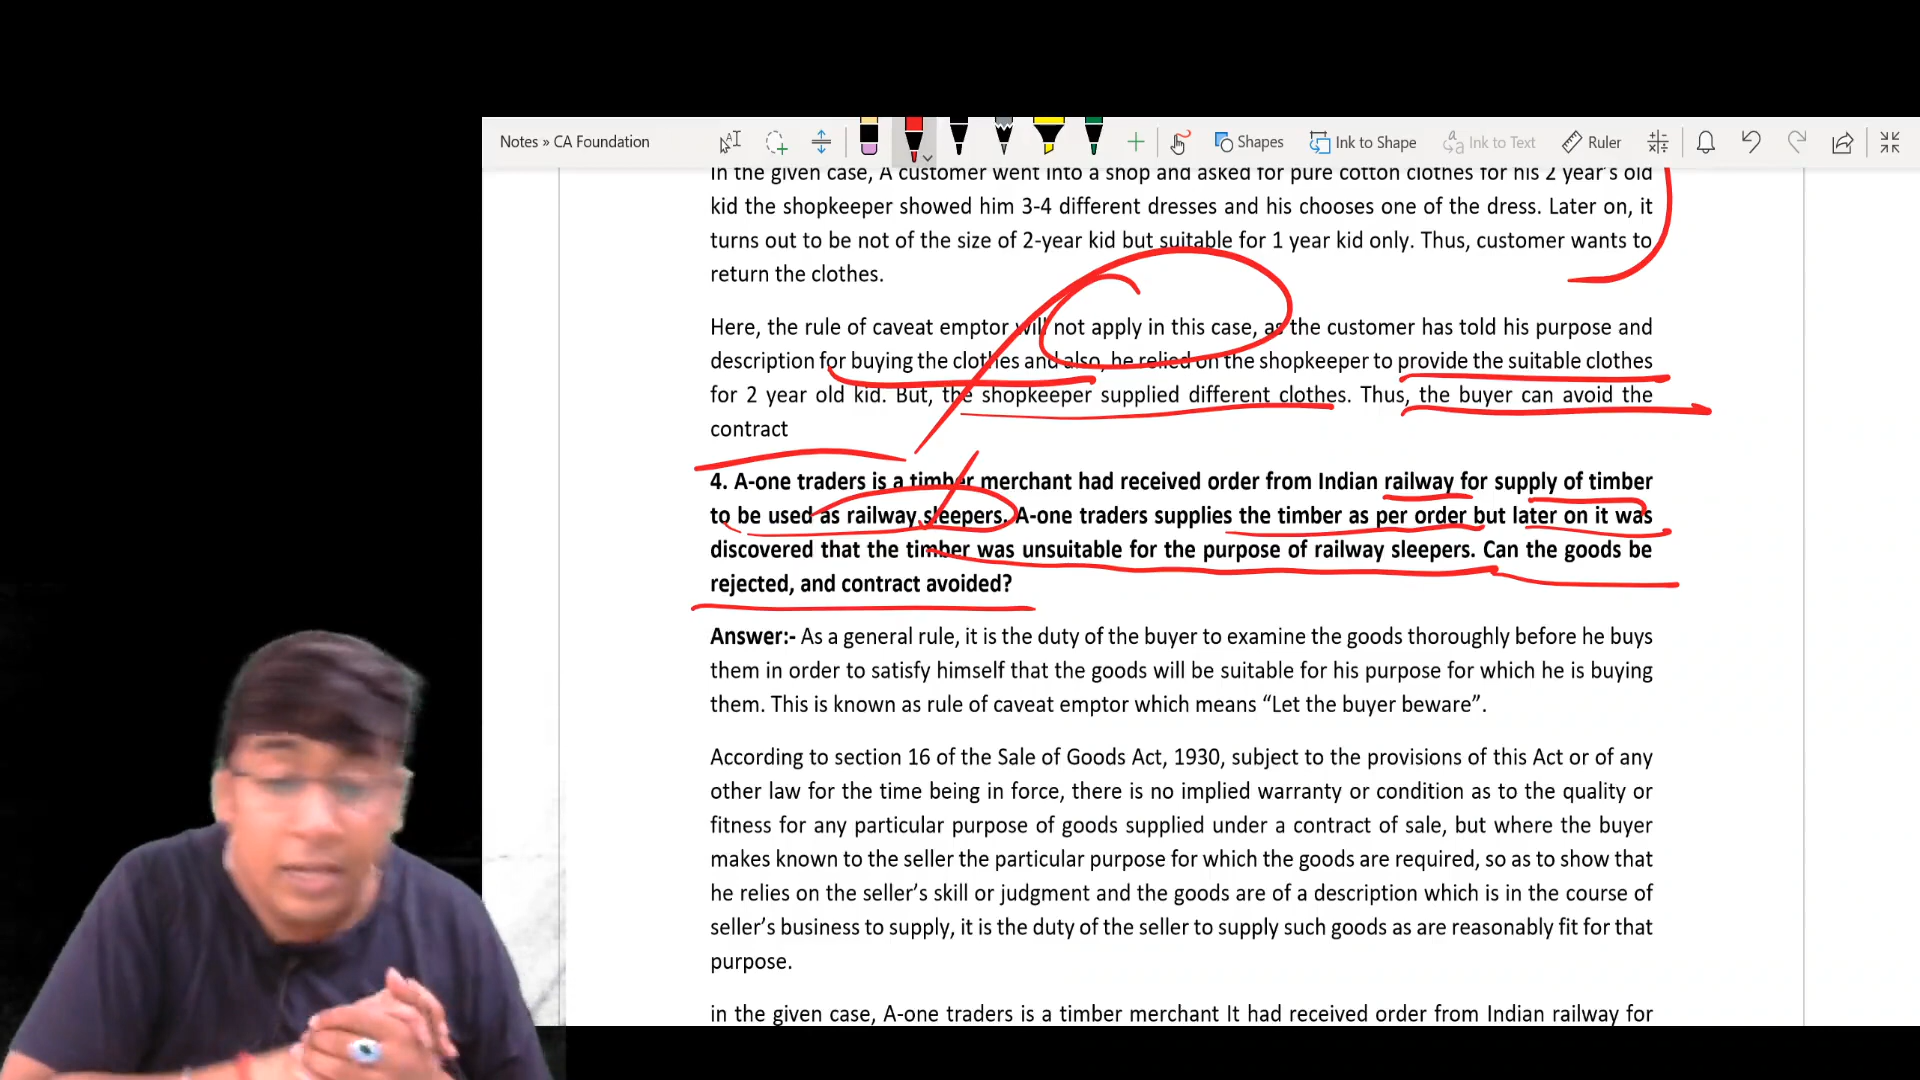 Notes » CA Foundation
Shapes
Ink to Shape
Ink to Text
Ruler
In the given case, A customer went into a shop and asked for pure cotton clothes for his 2 year's old
kid the shopkeeper showed him 3-4 different dresses and his chooses one of the dress. Later on, it
turns out to be not of the size of 2-year kid but suitable for 1 year kid only. Thus, customer wants to
return the clothes.
Here, the rule of caveat emptor will not apply in this case, as the customer has told his purpose and
description for buying the clothes and also, he relied on the shopkeeper to provide the suitable clothes
for 2 year old kid. But, the shopkeeper supplied different clothes. Thus, the buyer can avoid the
contract
4. A-one traders is a timber merchant had received order from Indian railway for supply of timber
to be used as railway sleepers. A-one traders supplies the timber as per order but later on it was
discovered that the timber was unsuitable for the purpose of railway sleepers. Can the goods be
rejected, and contract avoided?
Answer:- As a general rule, it is the duty of the buyer to examine the goods thoroughly before he buys
them in order to satisfy himself that the goods will be suitable for his purpose for which he is buying
them. This is known as rule of caveat emptor which means “Let the buyer beware”.
According to section 16 of the Sale of Goods Act, 1930, subject to the provisions of this Act or of any
other law for the time being in force, there is no implied warranty or condition as to the quality or
fitness for any particular purpose of goods supplied under a contract of sale, but where the buyer
makes known to the seller the particular purpose for which the goods are required, so as to show that
he relies on the seller’s skill or judgment and the goods are of a description which is in the course of
seller’s business to supply, it is the duty of the seller to supply such goods as are reasonably fit for that
purpose.
in the given case, A-one traders is a timber merchant It had received order from Indian railway for